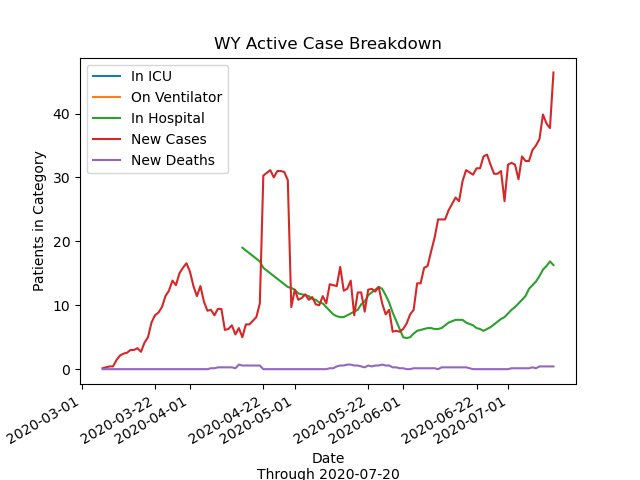 WY Active Case Breakdown
In ICU
On Ventilator
In Hospital
New Cases
New Deaths
Patients in Category
40
30
20
10
0
2020-03-01
2020-03-22
2020-04-01
2020-04-22
2020-05-01
2020-05-22
2020-06-01
2020-06-22
2020-07-01
Date
Through 2020-07-20